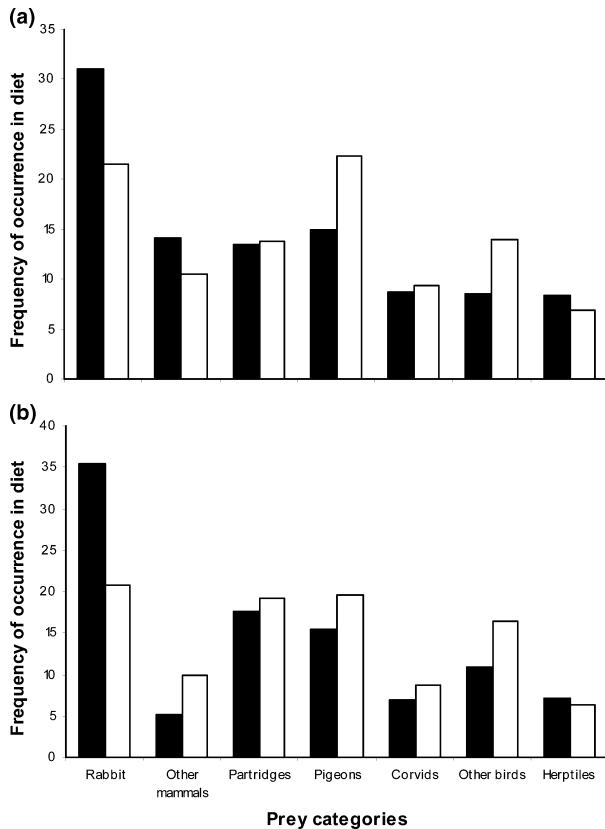 (a)
Frequency of occurrence in diet
35
30
25
20
15
10
5
0
(b)
Frequency of occurrence in diet
40
35
30
25
20
15
10
5
0
Rabbit
Other
mammals
Partridges
Pigeons
Corvids
Other birds
Herptiles
Prey categories